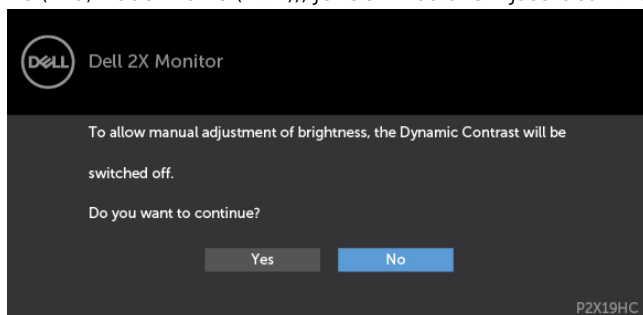 DELL
Dell 2X Monitor
To allow manual adjustment of brightness, the Dynamic Contrast will be
switched off.
Do you want to continue?
Yes
No
P2X19HC